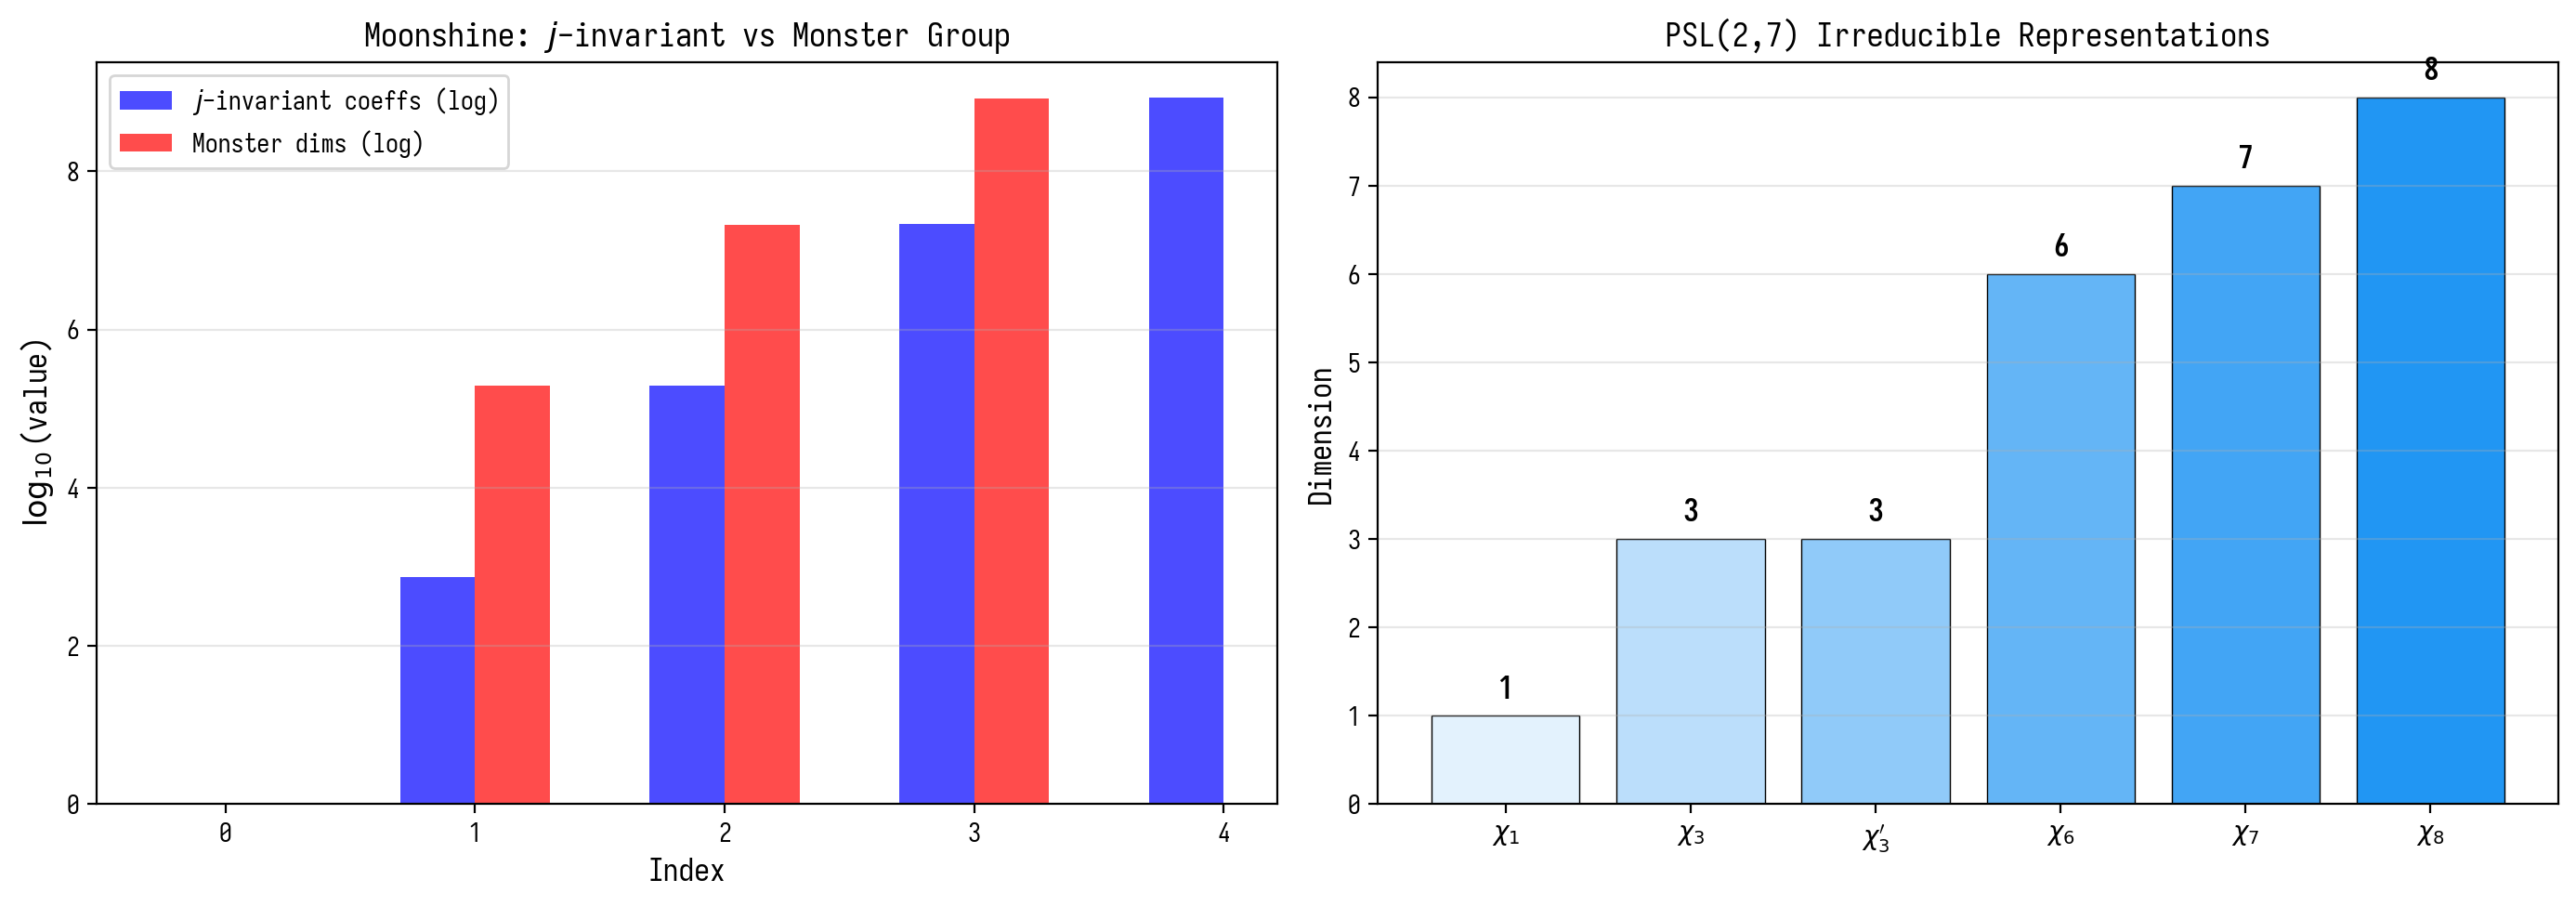 Moonshine: j-invariant vs Monster Group
j-invariant coeffs (log)
Monster dims (log)
log₁₀(value)
8
6
4
2
0
0 1 2 3 4
Index
PSL(2,7) Irreducible Representations
Dimension
8
7
6
5
4
3
2
1
0
1
3
3
6
7
8
χ₁ χ₃ χ₃′ χ₆ χ₇ χ₈